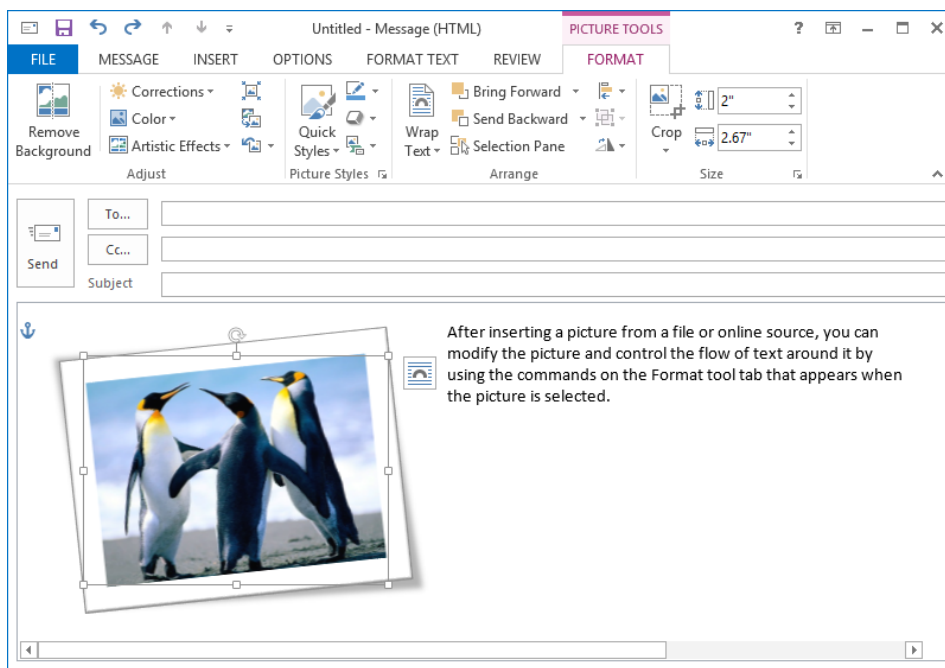 Untitled - Message (HTML)
PICTURE TOOLS
?
FILE
MESSAGE
INSERT
OPTIONS
FORMAT TEXT
REVIEW
FORMAT
Remove
Background
Corrections
Color
Artistic Effects
Adjust
Quick
Styles
Picture Styles
Wrap
Text
Bring Forward
Send Backward
Selection Pane
Arrange
Crop
2"
2.67"
Size
Send
To...
Cc...
Subject
After inserting a picture from a file or online source, you can
modify the picture and control the flow of text around it by
using the commands on the Format tool tab that appears when
the picture is selected.